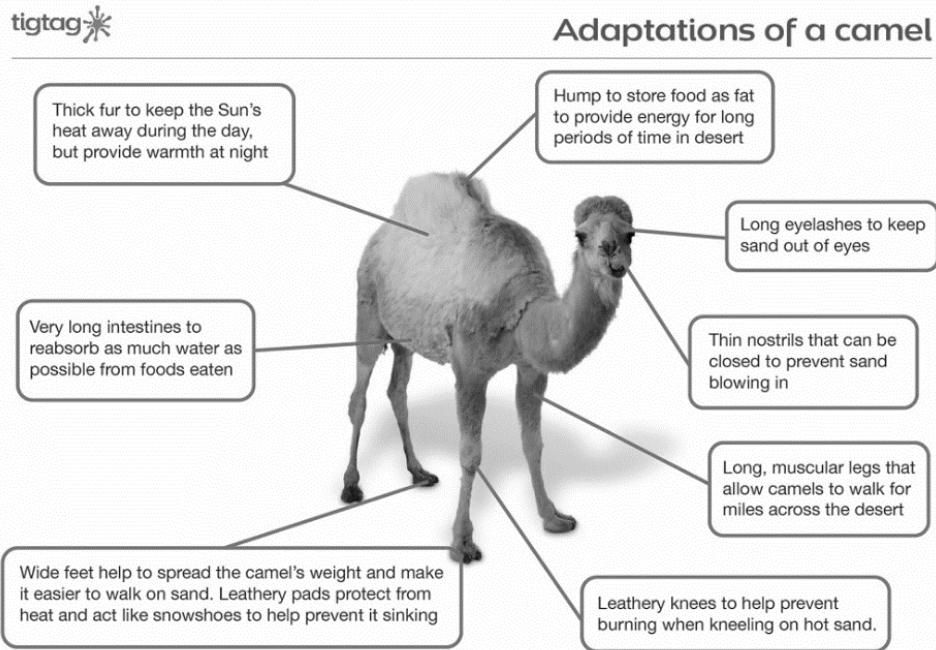 tigtag
Adaptations of a camel
Thick fur to keep the Sun's
heat away during the day,
but provide warmth at night
Hump to store food as fat
to provide energy for long
periods of time in desert
Long eyelashes to keep
sand out of eyes
Very long intestines to
reabsorb as much water as
possible from foods eaten
Thin nostrils that can be
closed to prevent sand
blowing in
Long, muscular legs that
allow camels to walk for
miles across the desert
Wide feet help to spread the camel's weight and make
it easier to walk on sand. Leathery pads protect from
heat and act like snowshoes to help prevent it sinking
Leathery knees to help prevent
burning when kneeling on hot sand.